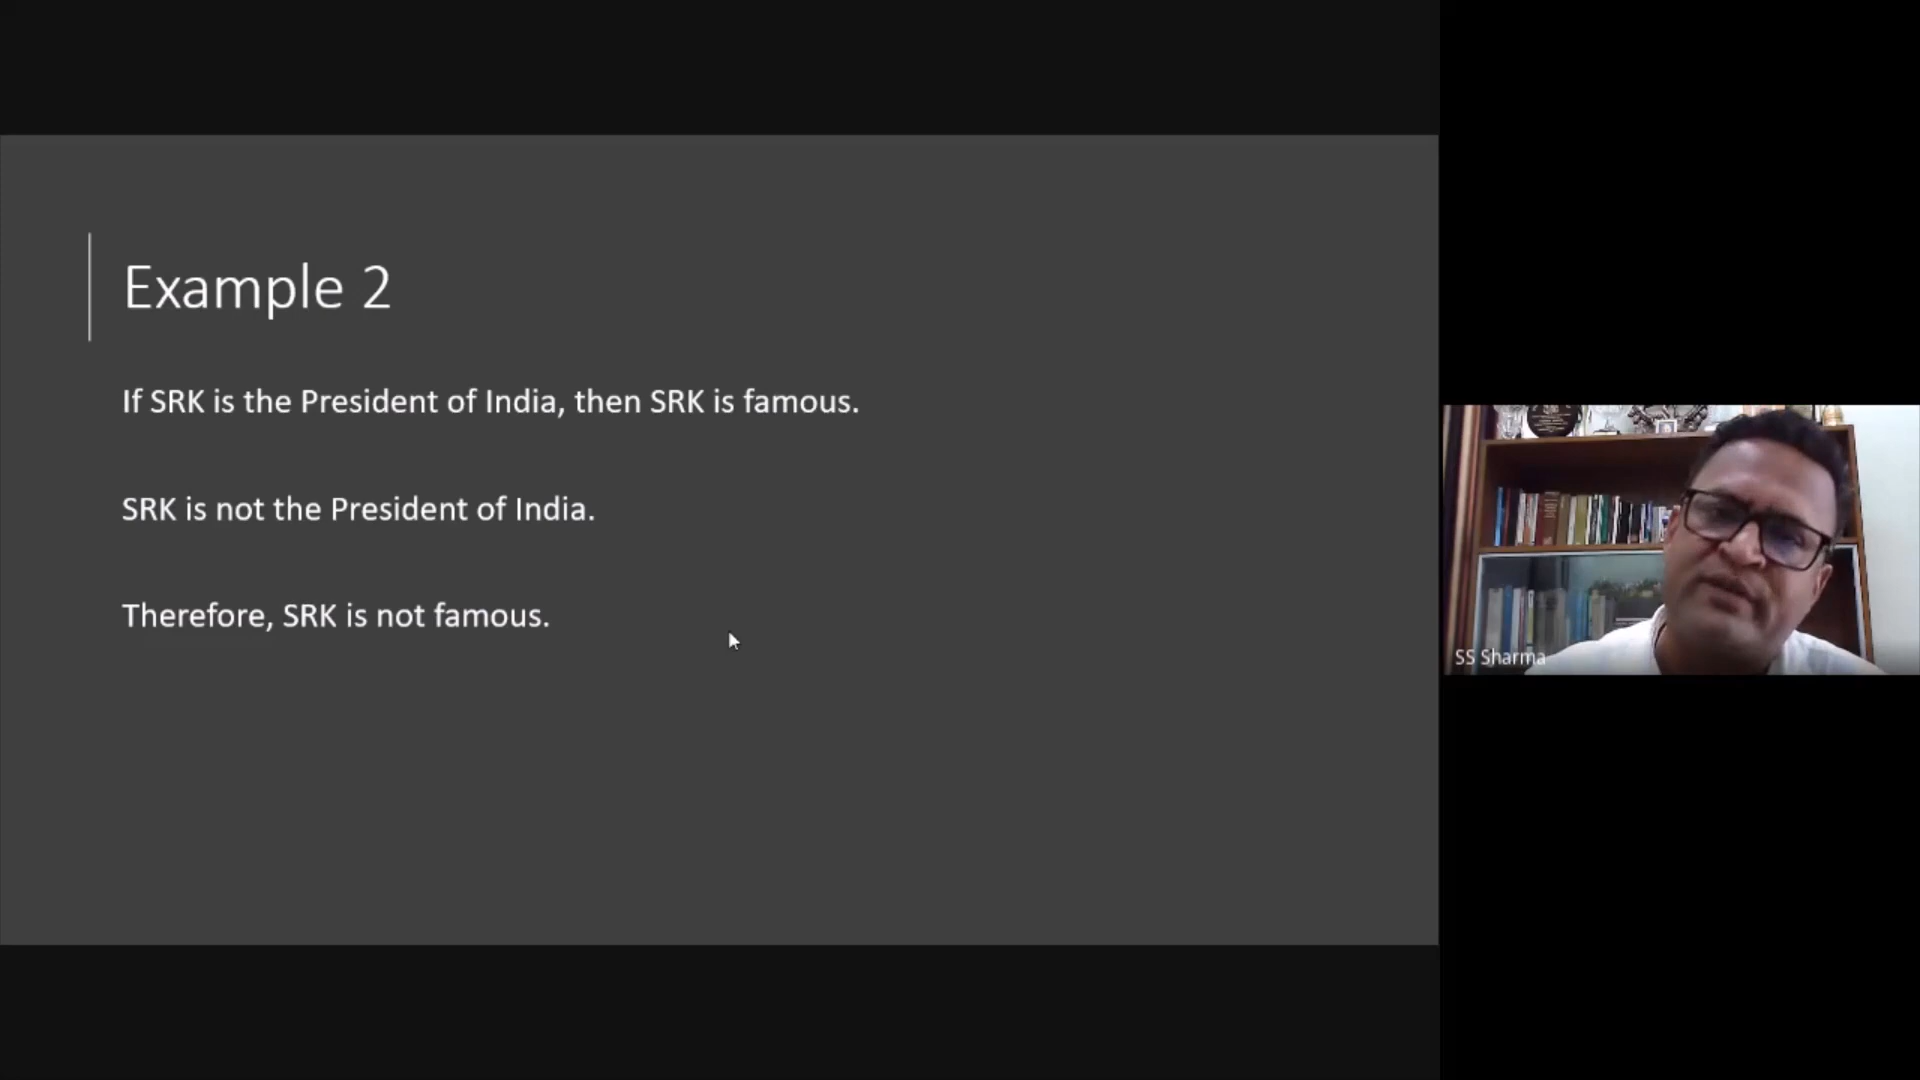 Example 2
If SRK is the President of India, then SRK is famous.
SRK is not the President of India.
Therefore, SRK is not famous.
SS Sharma